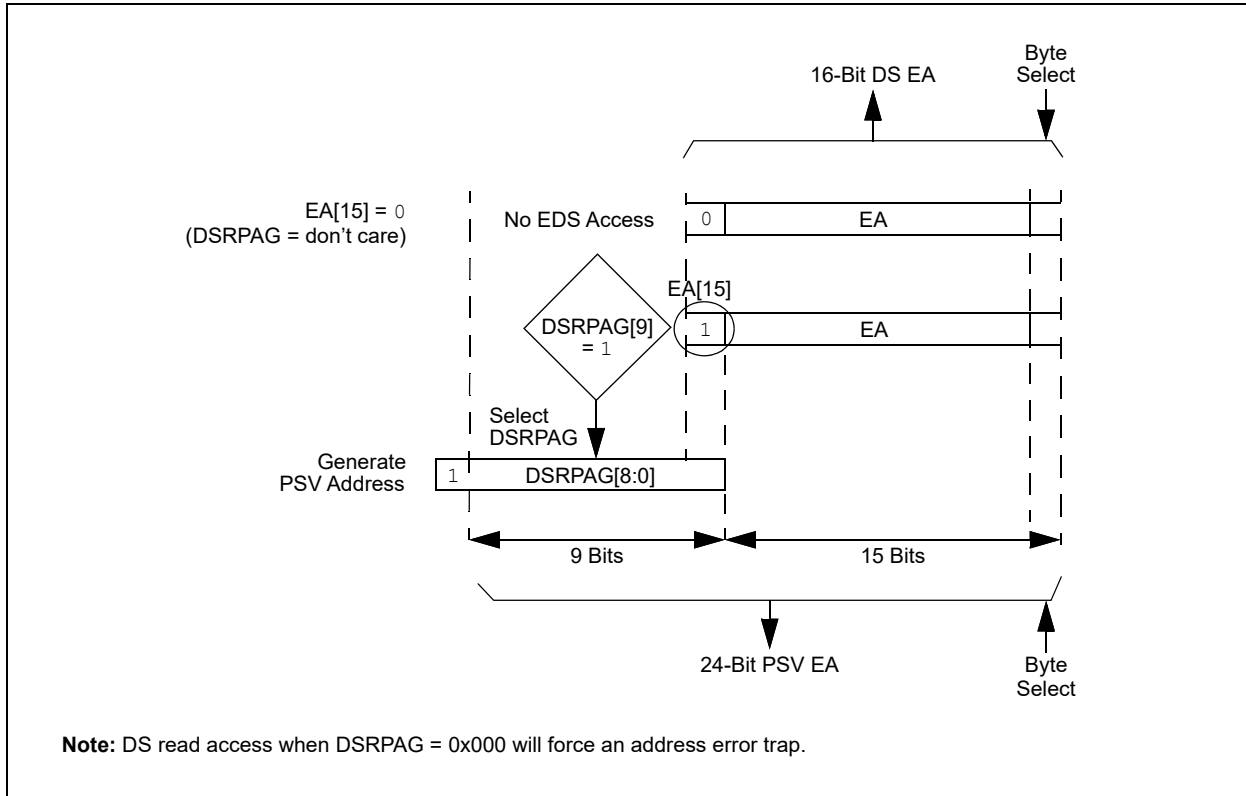 16-Bit DS EA
Byte
Select
EA[15] = 0
(DSRPAG = don’t care)
No EDS Access
0
EA
EA[15]
DSRPAG[9]
= 1
1
EA
Select
DSRPAG
Generate
PSV Address
1
DSRPAG[8:0]
9 Bits
15 Bits
24-Bit PSV EA
Byte
Select
Note: DS read access when DSRPAG = 0x000 will force an address error trap.